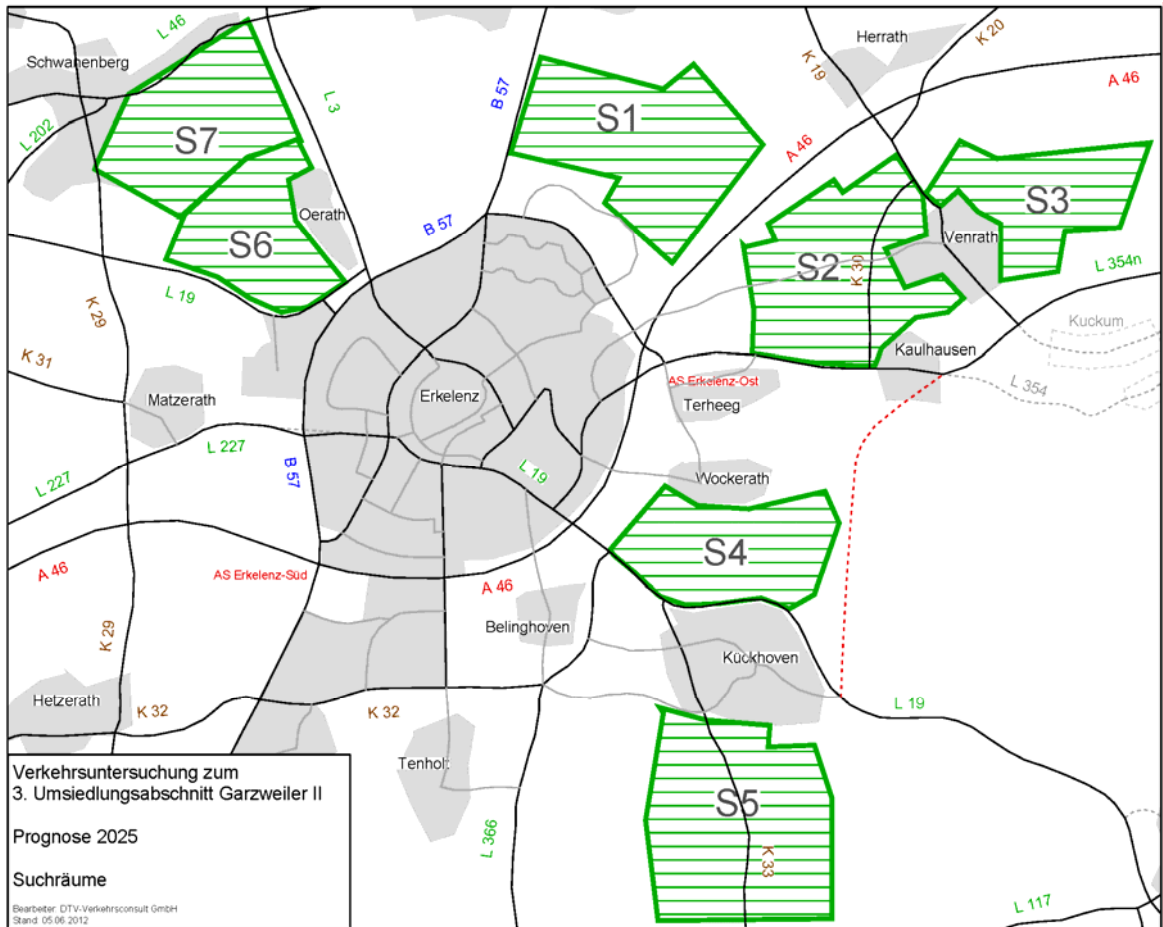 L 46
Schwanenberg
L 202
S7
L 3
B 57
S1
Herrath
K 20
K 19
A 46
A 46
S3
Oerath
S6
B 57
Venrath
S2
K 30
L 354n
L 19
K 29
Kuckum
K 31
Kaulhausen
AS Erkelenz-Ost
L 354
Matzerath
Erkelenz
Terheeg
L 227
L 227
B 57
L 19
Wockerath
S4
A 46
AS Erkelenz-Süd
A 46
Belinghoven
K 29
Kückhoven
Hetzerath
K 32
K 32
L 19
Tenholt
S5
L 366
K 33
L 117
Verkehrsuntersuchung zum
3. Umsiedlungsabschnitt Garzweiler II
Prognose 2025
Suchräume
Bearbeiter: DTV-Verkehrsconsult GmbH
Stand: 05.06.2012